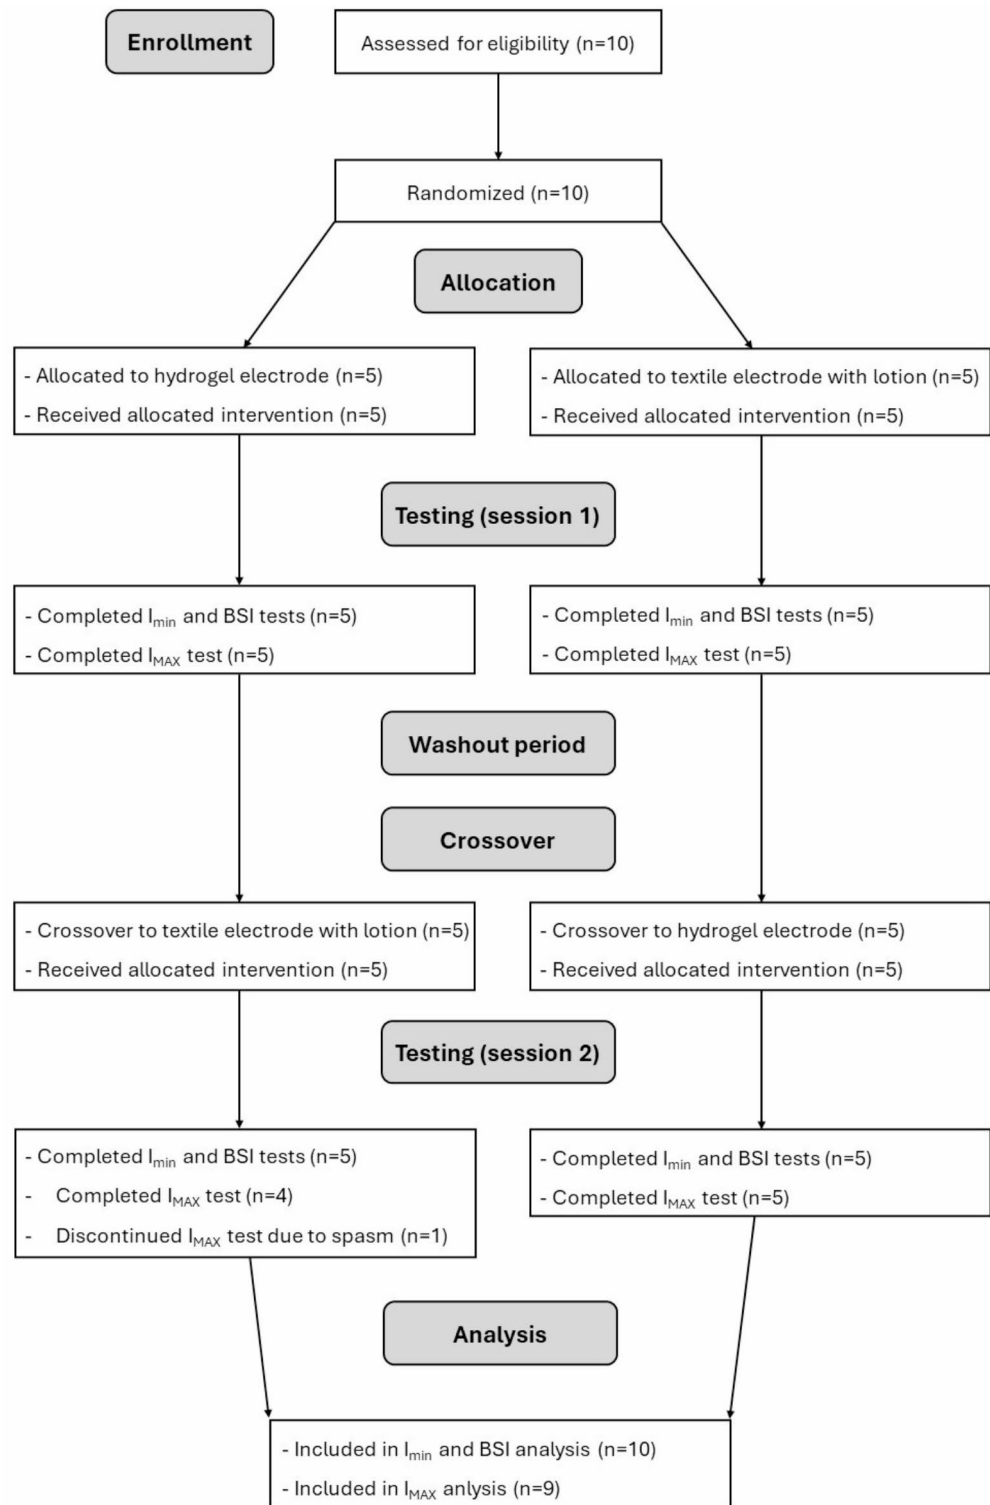 Enrollment
Assessed for eligibility (n=10)
Randomized (n=10)
Allocation
- Allocated to hydrogel electrode (n=5)
- Received allocated intervention (n=5)
- Allocated to textile electrode with lotion (n=5)
- Received allocated intervention (n=5)
Testing (session 1)
- Completed Imin and BSI tests (n=5)
- Completed IMAX test (n=5)
- Completed Imin and BSI tests (n=5)
- Completed IMAX test (n=5)
Washout period
Crossover
- Crossover to textile electrode with lotion (n=5)
- Received allocated intervention (n=5)
- Crossover to hydrogel electrode (n=5)
- Received allocated intervention (n=5)
Testing (session 2)
- Completed Imin and BSI tests (n=5)
- Completed IMAX test (n=4)
- Discontinued IMAX test due to spasm (n=1)
- Completed Imin and BSI tests (n=5)
- Completed IMAX test (n=5)
Analysis
- Included in Imin and BSI analysis (n=10)
- Included in IMAX anlysis (n=9)